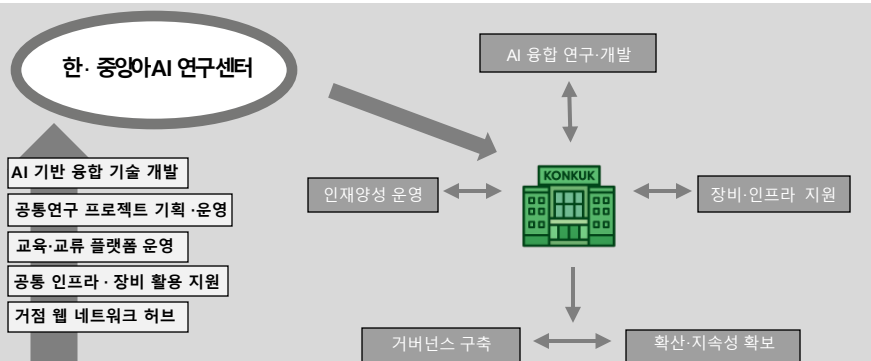 한· 중앙아AI 연구센터
AI 기반 융합 기술 개발
공통연구 프로젝트 기획 ·운영
교육·교류 플랫폼 운영
공통 인프라 · 장비 활용 지원
거점 웹 네트워크 허브
AI 융합 연구·개발
KONKUK
인재양성 운영
장비·인프라 지원
거버넌스 구축
확산·지속성 확보